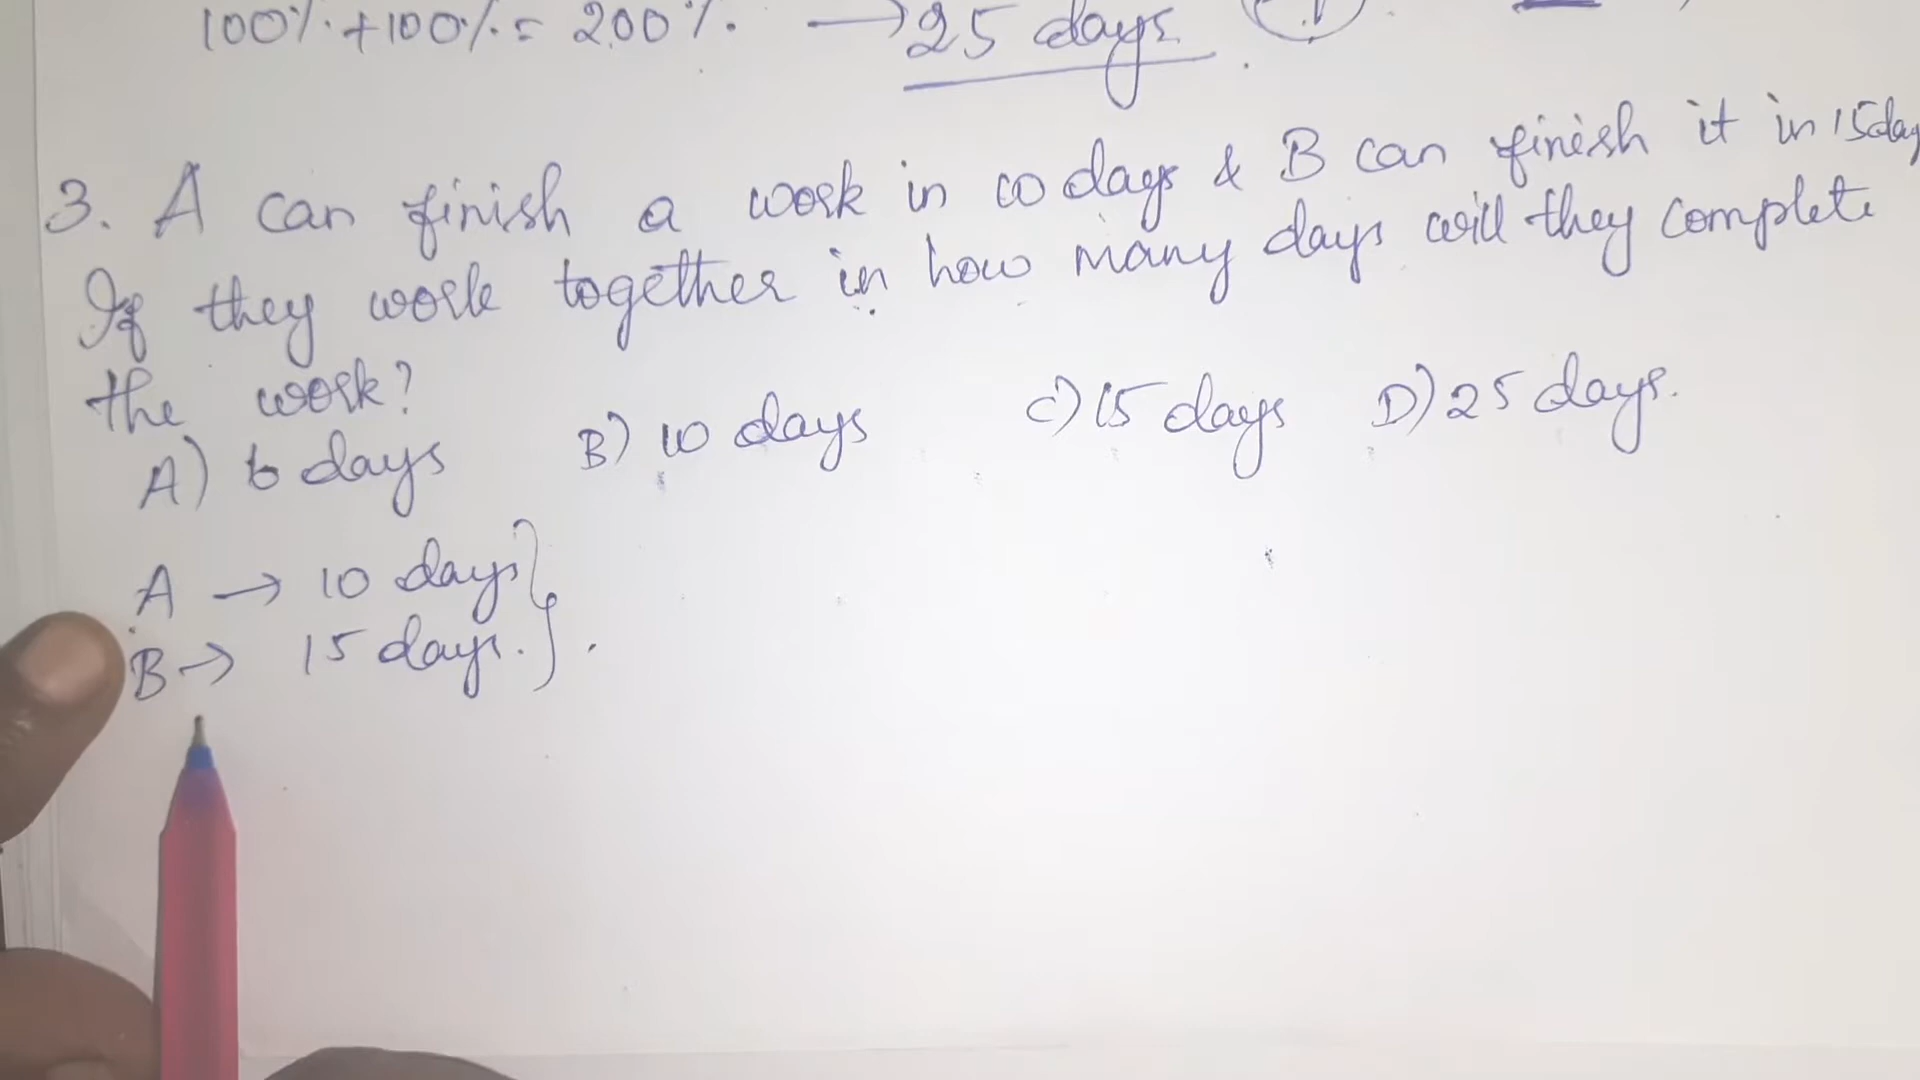 100%.+100%.= 200%. → 25 days.
3. A can finish a work in 10 days & B can finish it in 15day
If they work together in how many days will they complete
the work?
A) 6 days B) 10 days C) 15 days D) 25 days.
A → 10 days
B → 15 days.